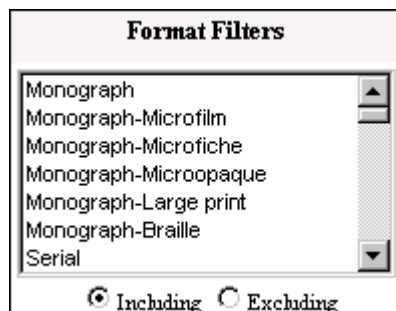 Format Filters
Monograph
Monograph-Microfilm
Monograph-Microfiche
Monograph-Microopaque
Monograph-Large print
Monograph-Braille
Serial
Including Excluding